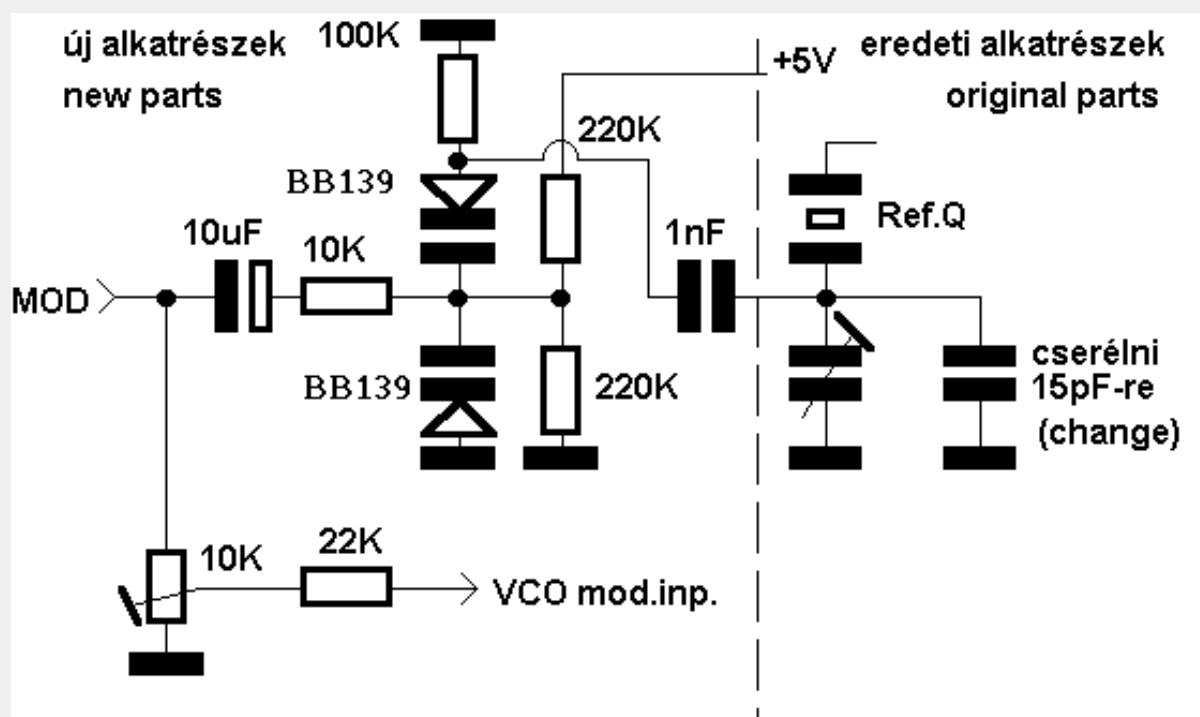 új alkatrészek
new parts
100K
+5V
eredeti alkatrészek
original parts
220K
BB139
Ref.Q
10uF
10K
1nF
MOD
BB139
220K
cserélni
15pF-re
(change)
10K
22K
VCO mod.inp.